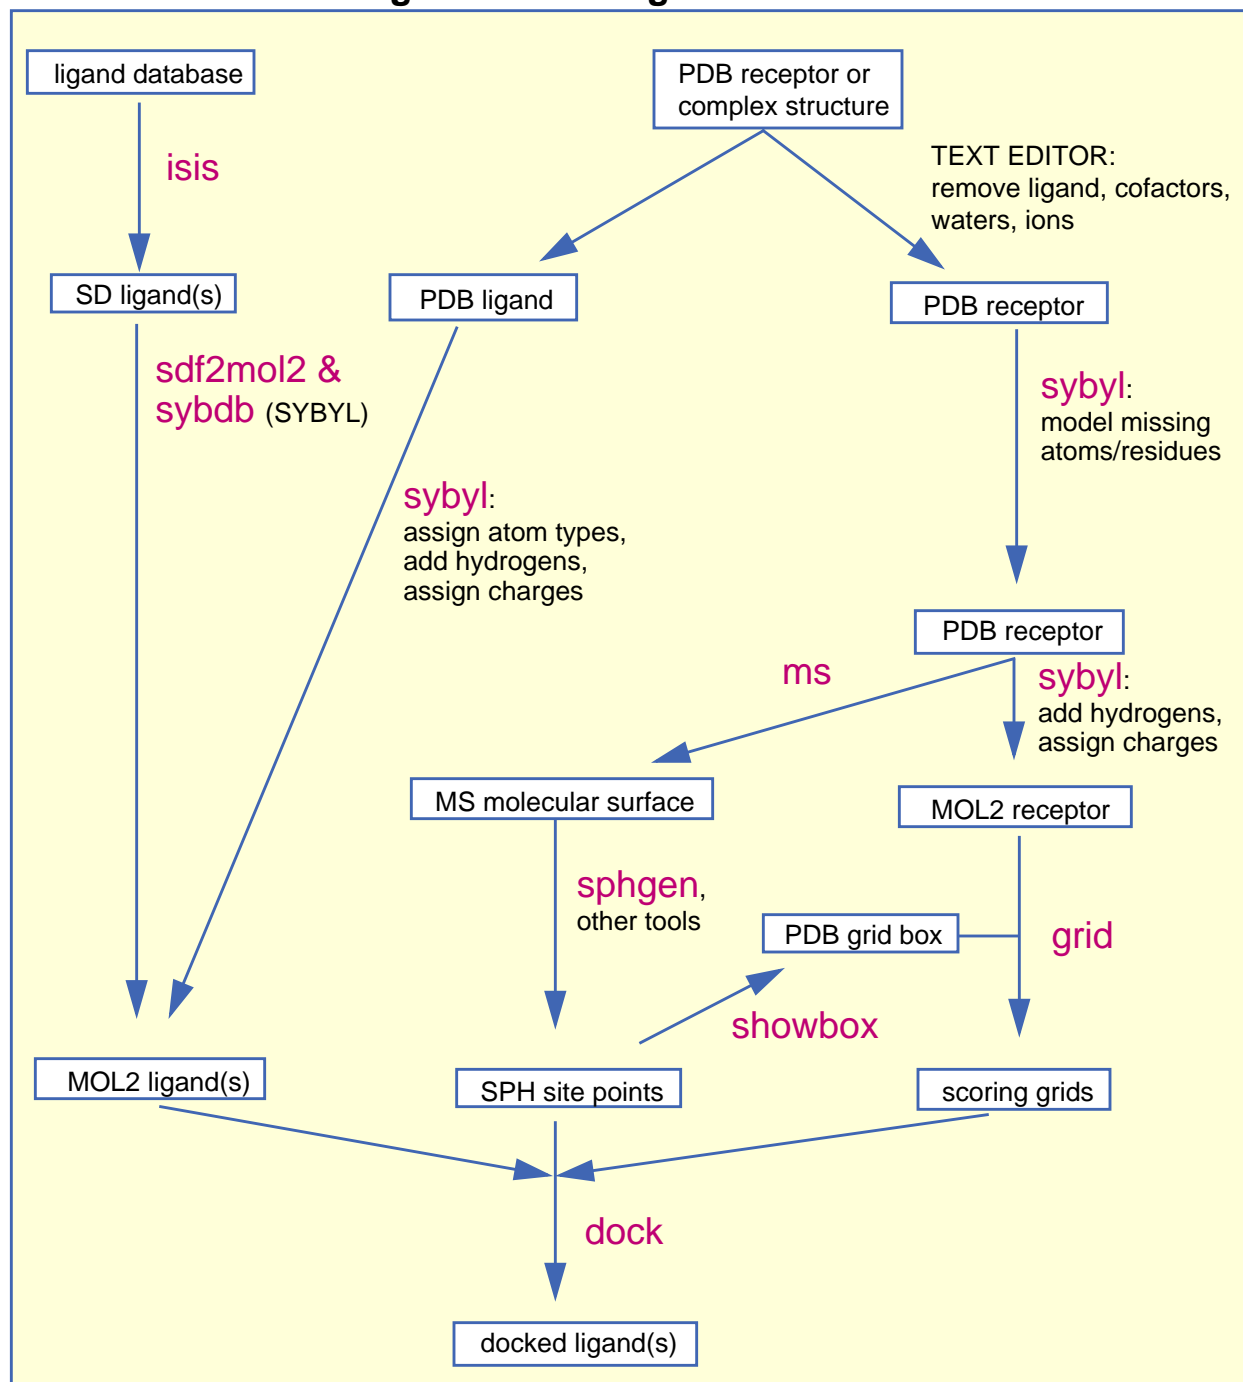 ligand database
PDB receptor or
complex structure
isis
TEXT EDITOR:
remove ligand, cofactors,
waters, ions
SD ligand(s)
PDB ligand
PDB receptor
sdf2mol2 &
sybdb (SYBYL)
sybyl:
model missing
atoms/residues
sybyl:
assign atom types,
add hydrogens,
assign charges
PDB receptor
ms
sybyl:
add hydrogens,
assign charges
MS molecular surface
MOL2 receptor
sphgen,
other tools
PDB grid box
grid
showbox
MOL2 ligand(s)
SPH site points
scoring grids
dock
docked ligand(s)